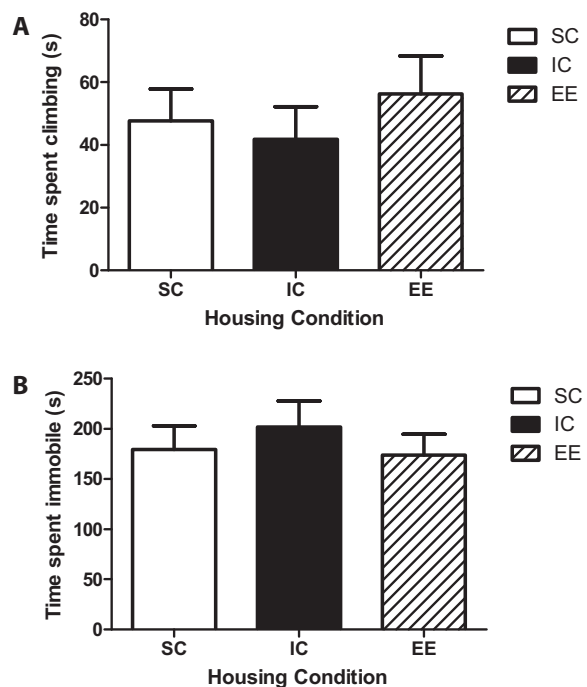 A
Time spent climbing (s)
80
60
40
20
0
SC
IC
EE
Housing Condition
SC
IC
EE
B
Time spent immobile (s)
250
200
150
100
50
0
SC
IC
EE
Housing Condition
SC
IC
EE